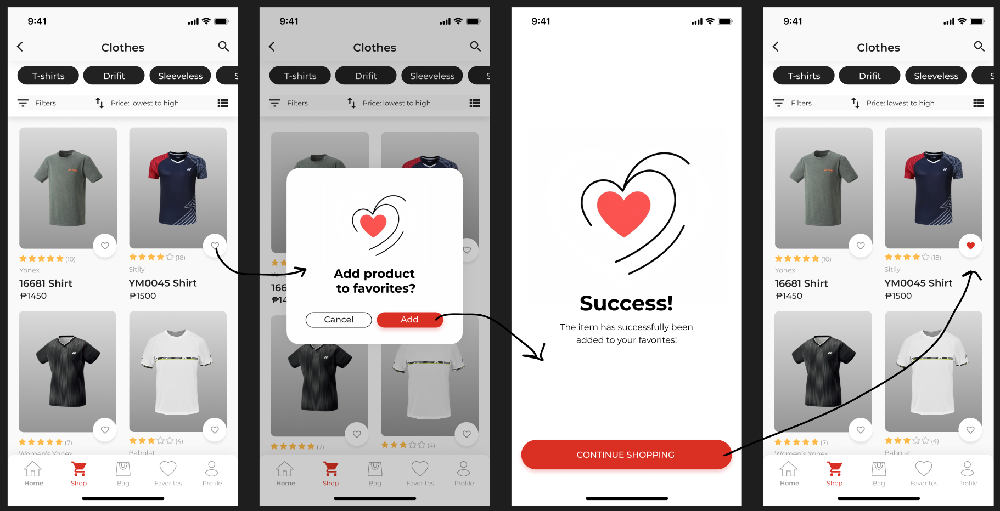 9:41
Clothes
T-shirts Drifit Sleeveless S
Filters Price: lowest to high
(10) (18)
Yonex Sitlly
16681 Shirt YM0045 Shirt
₱1450 ₱1500
(7) (4)
Women's Yonex Babolat
Home Shop Bag Favorites Profile
9:41
Clothes
T-shirts Drifit Sleeveless S
Filters Price: lowest to high
Add product
to favorites?
Cancel Add
166
₱14
(7) (4)
Home Shop Bag Favorites Profile
9:41
Success!
The item has successfully been
added to your favorites!
CONTINUE SHOPPING
9:41
Clothes
T-shirts Drifit Sleeveless S
Filters Price: lowest to high
(10) (18)
Yonex Sitlly
16681 Shirt YM0045 Shirt
₱1450 ₱1500
(7) (4)
Women's Yonex Babolat
Home Shop Bag Favorites Profile